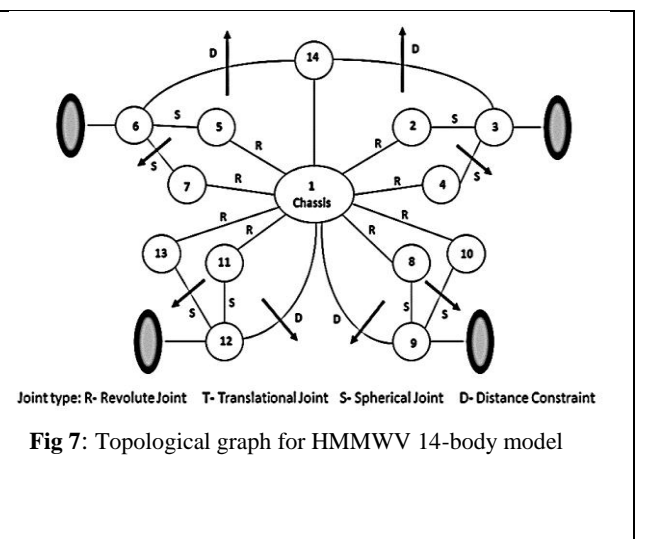 D D
14
6 S 5 2 S 3
R R
S 7 R 1 R 4 S
Chassis
R R
R R
13 11 8 10
S S S S
D D
12 9
Joint type: R- Revolute Joint T- Translational Joint S- Spherical Joint D- Distance Constraint
Fig 7: Topological graph for HMMWV 14-body model